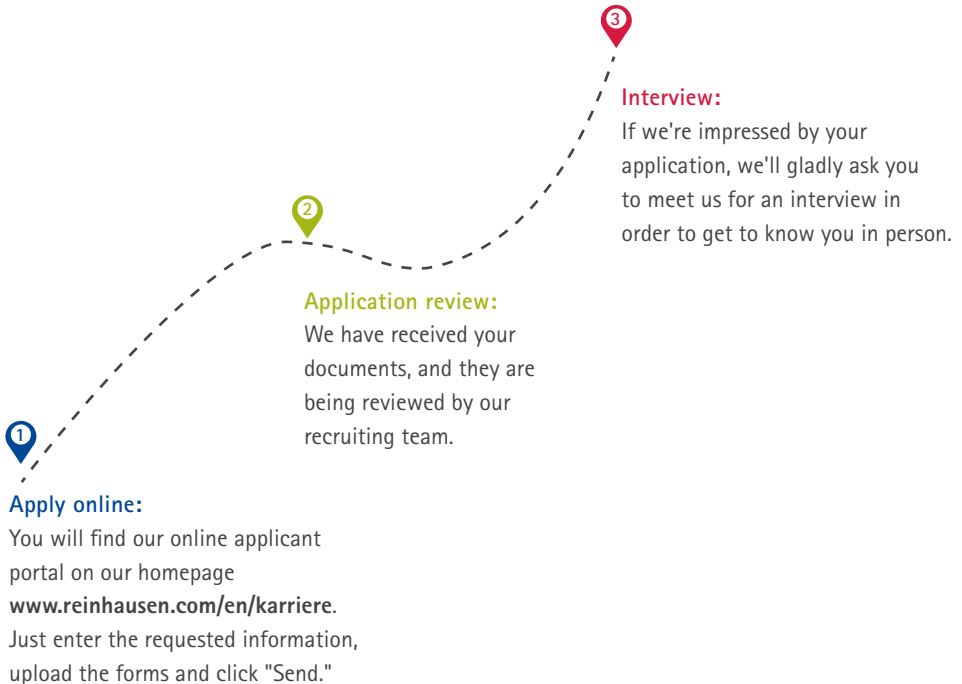 1
Apply online:
You will find our online applicant
portal on our homepage
www.reinhausen.com/en/karriere.
Just enter the requested information,
upload the forms and click "Send."
2
Application review:
We have received your
documents, and they are
being reviewed by our
recruiting team.
3
Interview:
If we're impressed by your
application, we'll gladly ask you
to meet us for an interview in
order to get to know you in person.